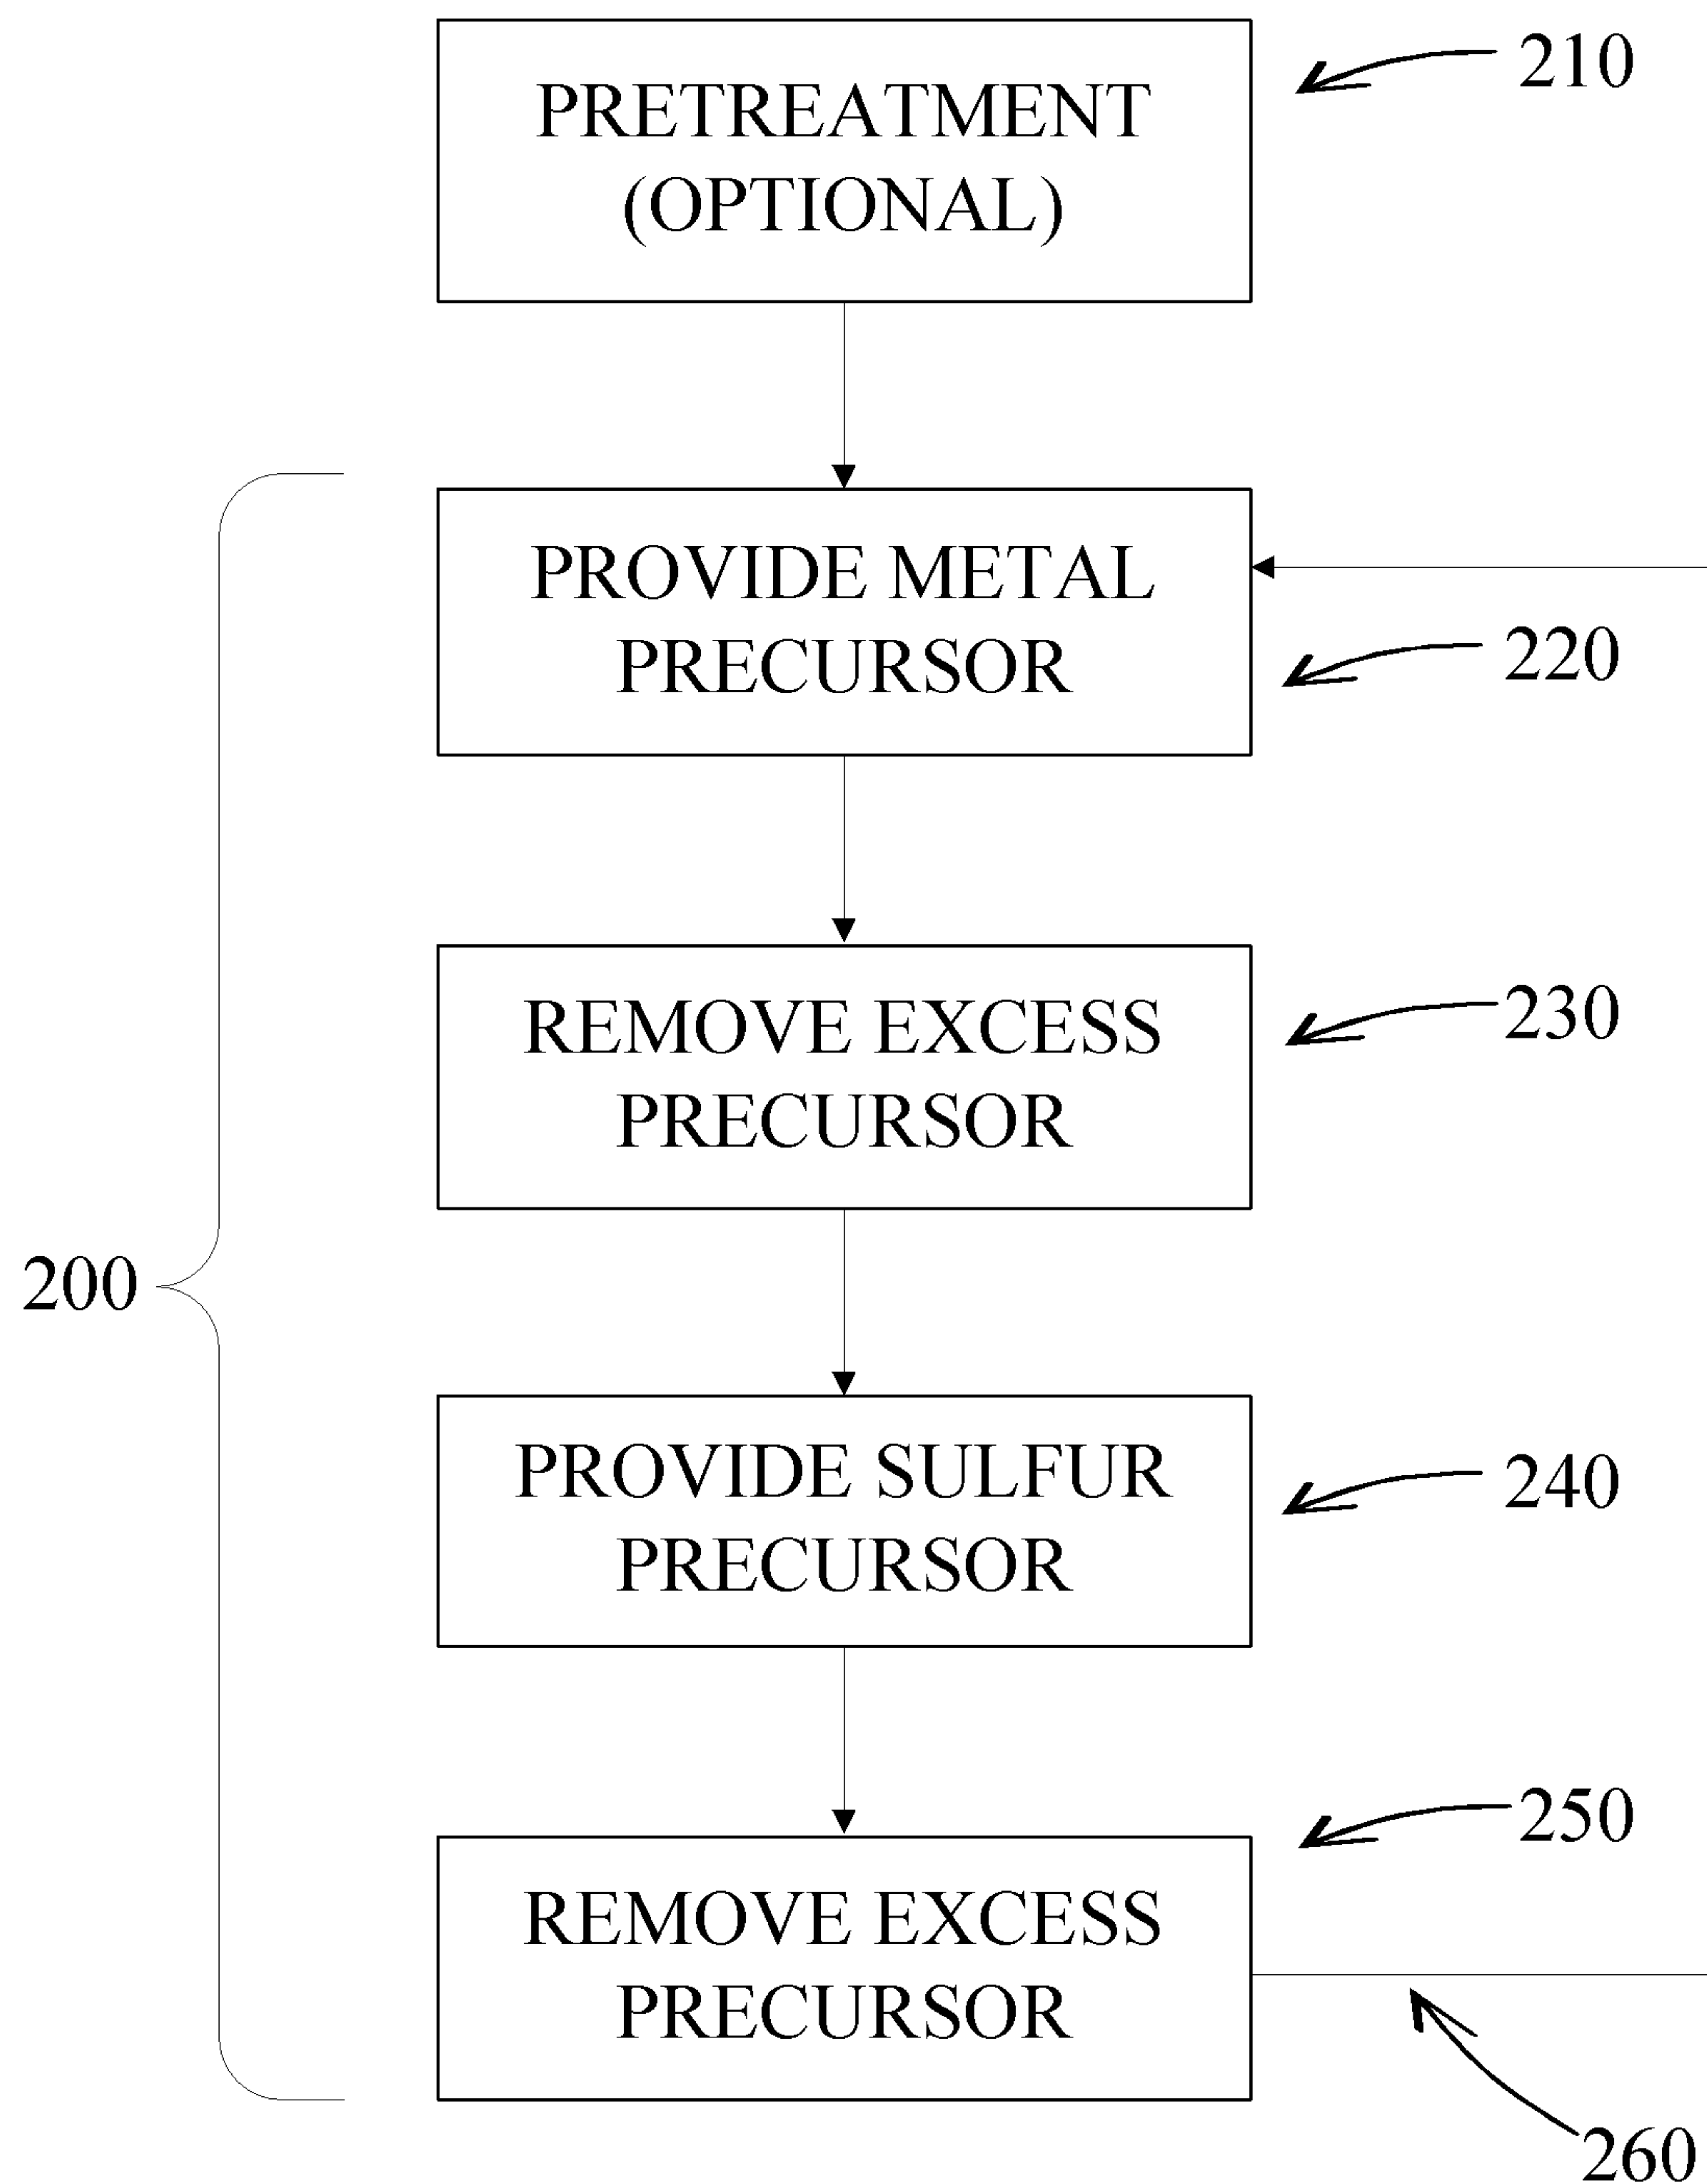 PRETREATMENT
(OPTIONAL)
210
PROVIDE METAL
PRECURSOR
220
REMOVE EXCESS
PRECURSOR
230
200
PROVIDE SULFUR
PRECURSOR
240
REMOVE EXCESS
PRECURSOR
250
260